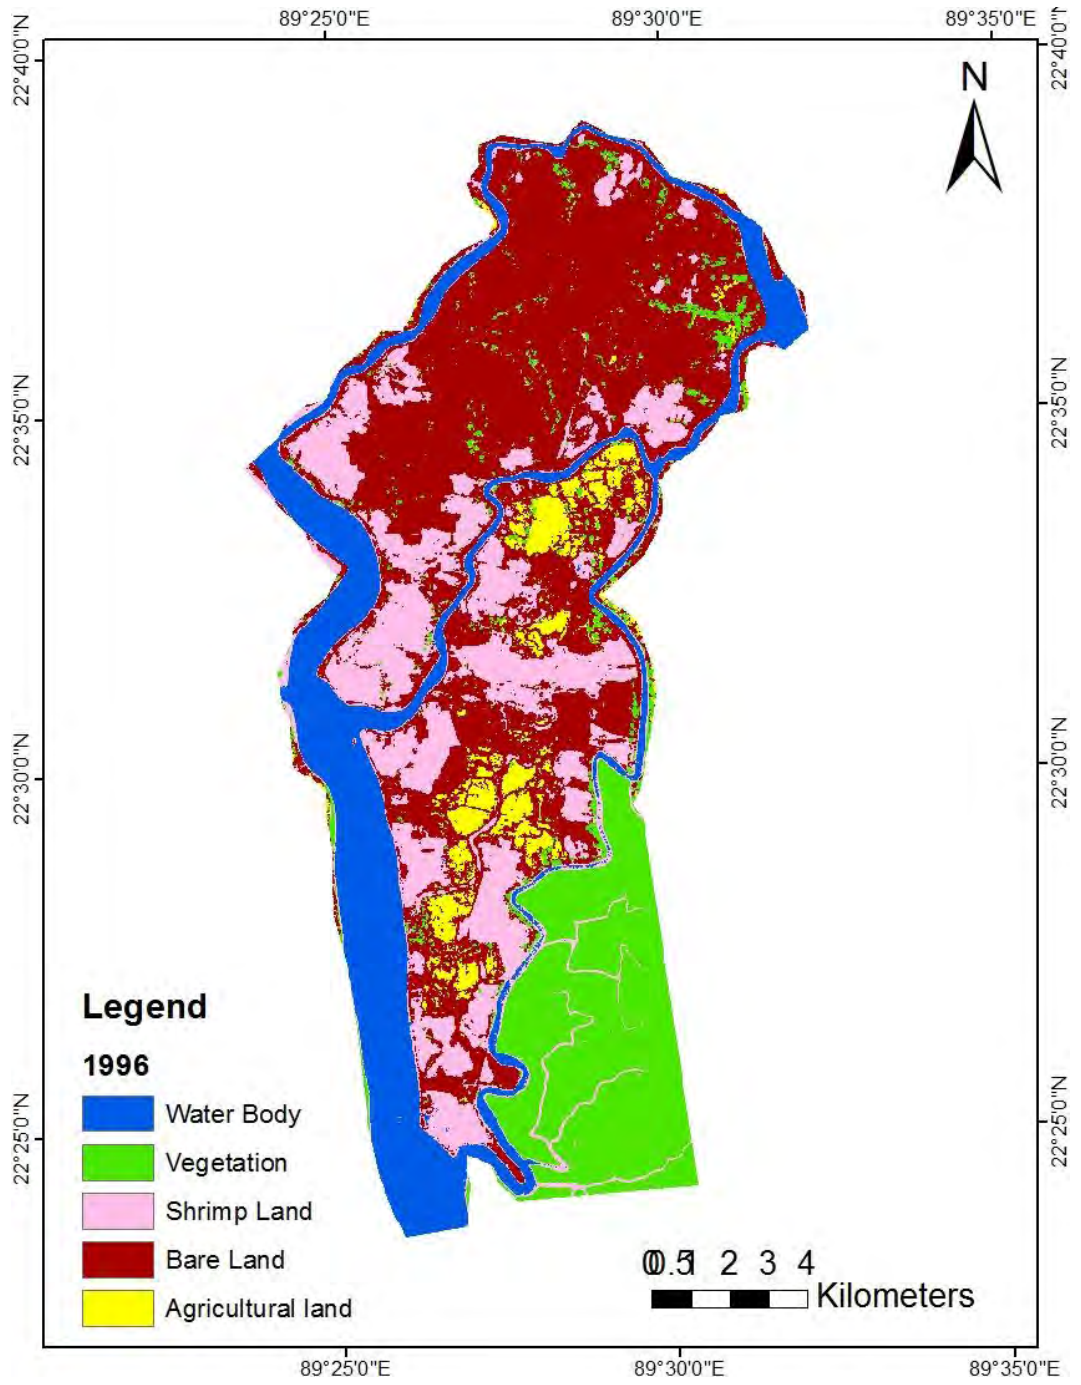 89°25'0"E 89°30'0"E 89°35'0"E
22°40'0"N 22°40'0"N
N
22°35'0"N 22°35'0"N
22°30'0"N 22°30'0"N
22°25'0"N 22°25'0"N
Legend
1996
Water Body
Vegetation
Shrimp Land
Bare Land
Agricultural land
0 0.5 1 2 3 4
Kilometers
89°25'0"E 89°30'0"E 89°35'0"E